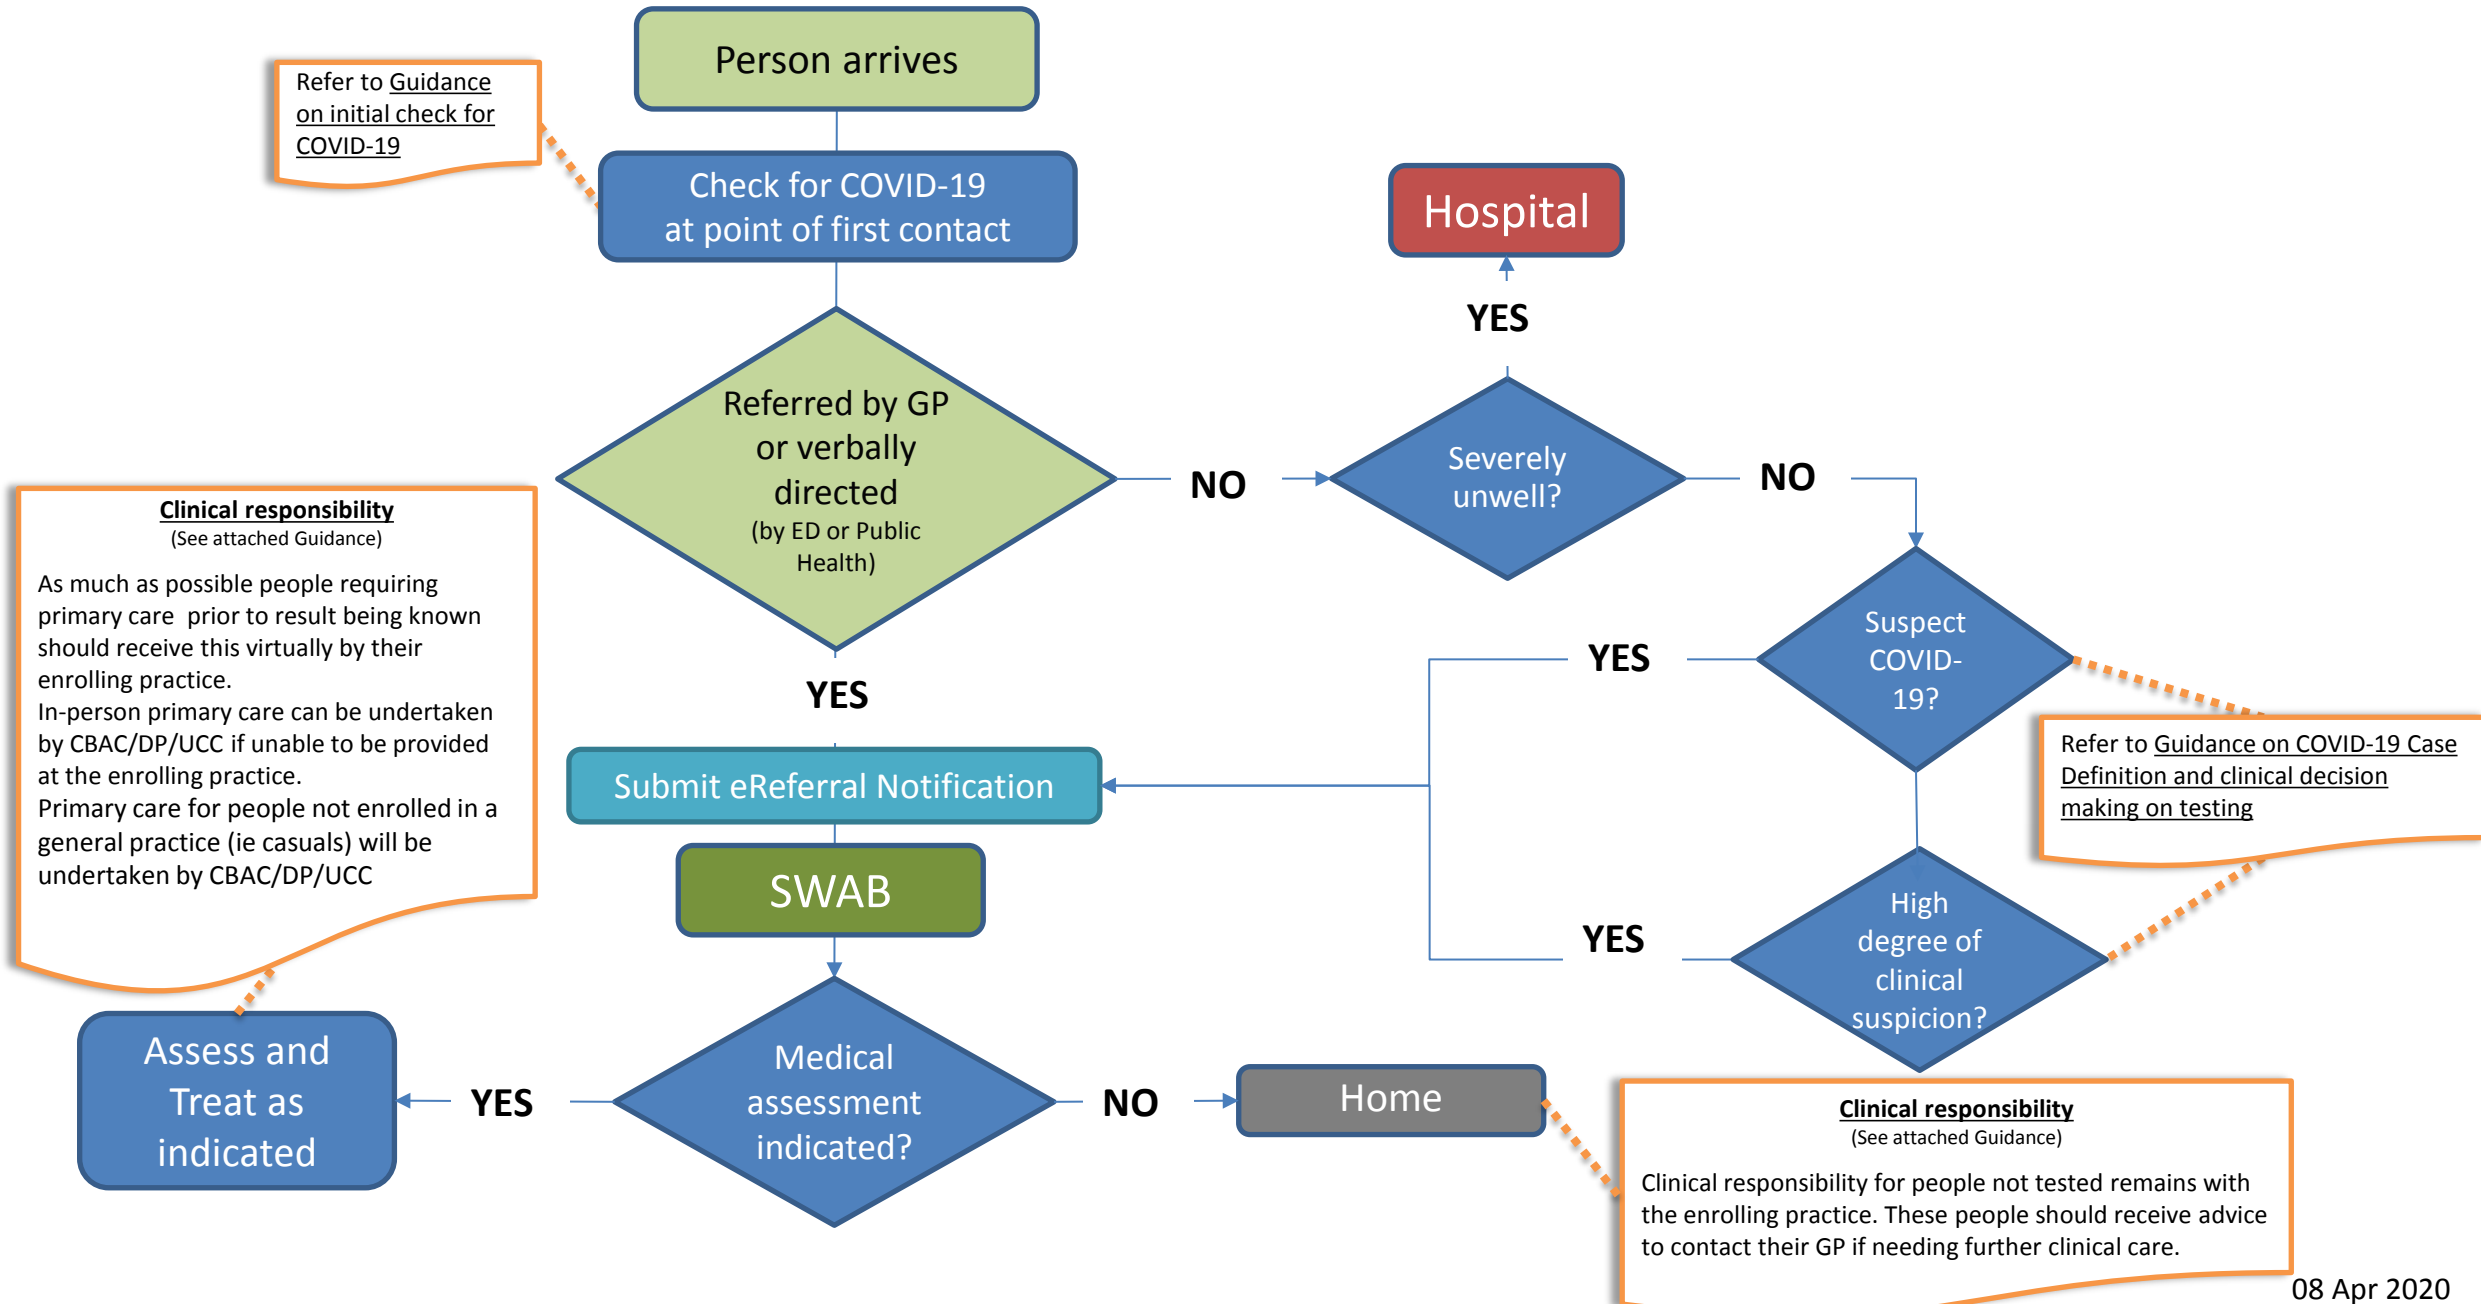 Person arrives
Refer to Guidance
on initial check for
COVID-19
Check for COVID-19
at point of first contact
Hospital
YES
Referred by GP
or verbally
directed
(by ED or Public
Health)
NO
Severely
unwell?
NO
Clinical responsibility
(See attached Guidance)
As much as possible people requiring
primary care  prior to result being known
should receive this virtually by their
enrolling practice.
In-person primary care can be undertaken
by CBAC/DP/UCC if unable to be provided
at the enrolling practice.
Primary care for people not enrolled in a
general practice (ie casuals) will be
undertaken by CBAC/DP/UCC
Suspect
COVID-
19?
YES
YES
Refer to Guidance on COVID-19 Case
Definition and clinical decision
making on testing
Submit eReferral Notification
SWAB
High
degree of
clinical
suspicion?
YES
Medical
assessment
indicated?
YES
Assess and
Treat as
indicated
NO
Home
Clinical responsibility
(See attached Guidance)
Clinical responsibility for people not tested remains with
the enrolling practice. These people should receive advice
to contact their GP if needing further clinical care.
08 Apr 2020